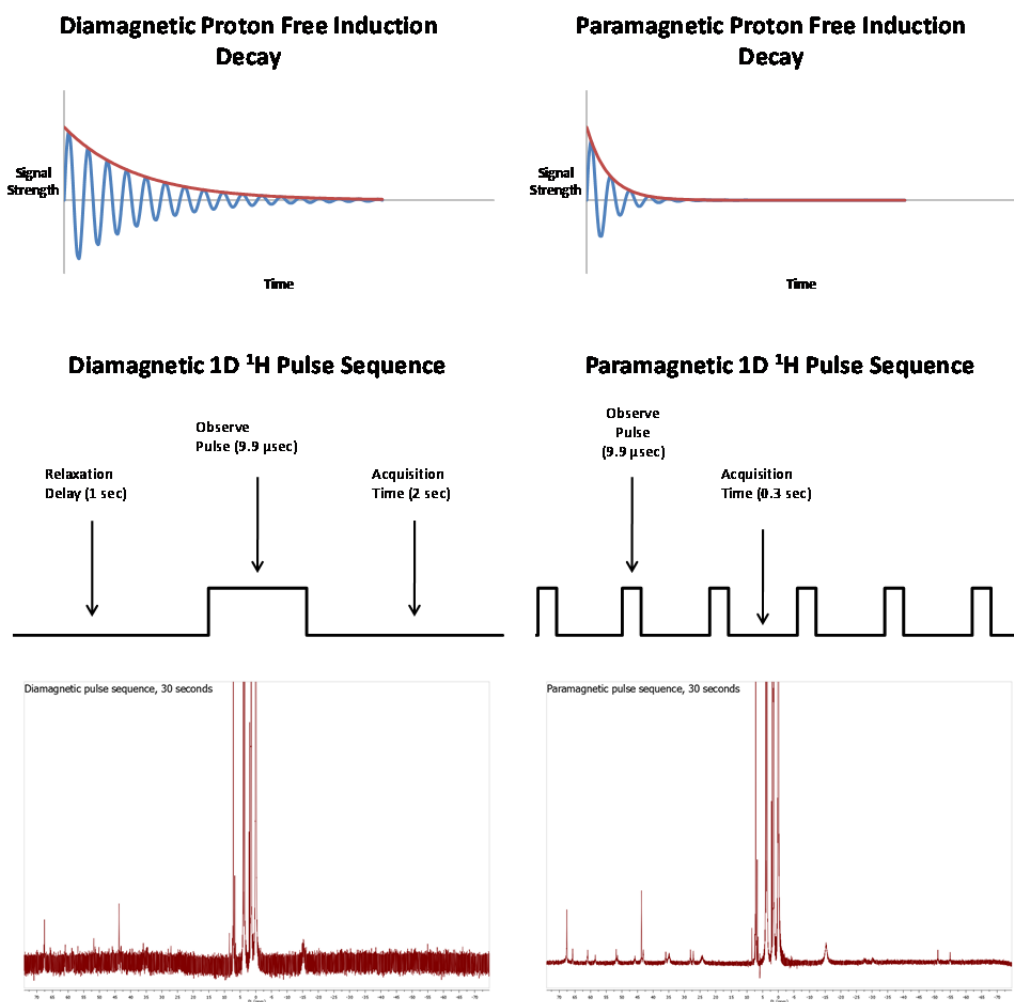 Diamagnetic Proton Free Induction
Decay
Signal
Strength
Time
Paramagnetic Proton Free Induction
Decay
Signal
Strength
Time
Diamagnetic 1D ¹H Pulse Sequence
Observe
Pulse (9.9 µsec)
Relaxation
Delay (1 sec)
Acquisition
Time (2 sec)
Paramagnetic 1D ¹H Pulse Sequence
Observe
Pulse
(9.9 µsec)
Acquisition
Time (0.3 sec)
Diamagnetic pulse sequence, 30 seconds
Paramagnetic pulse sequence, 30 seconds